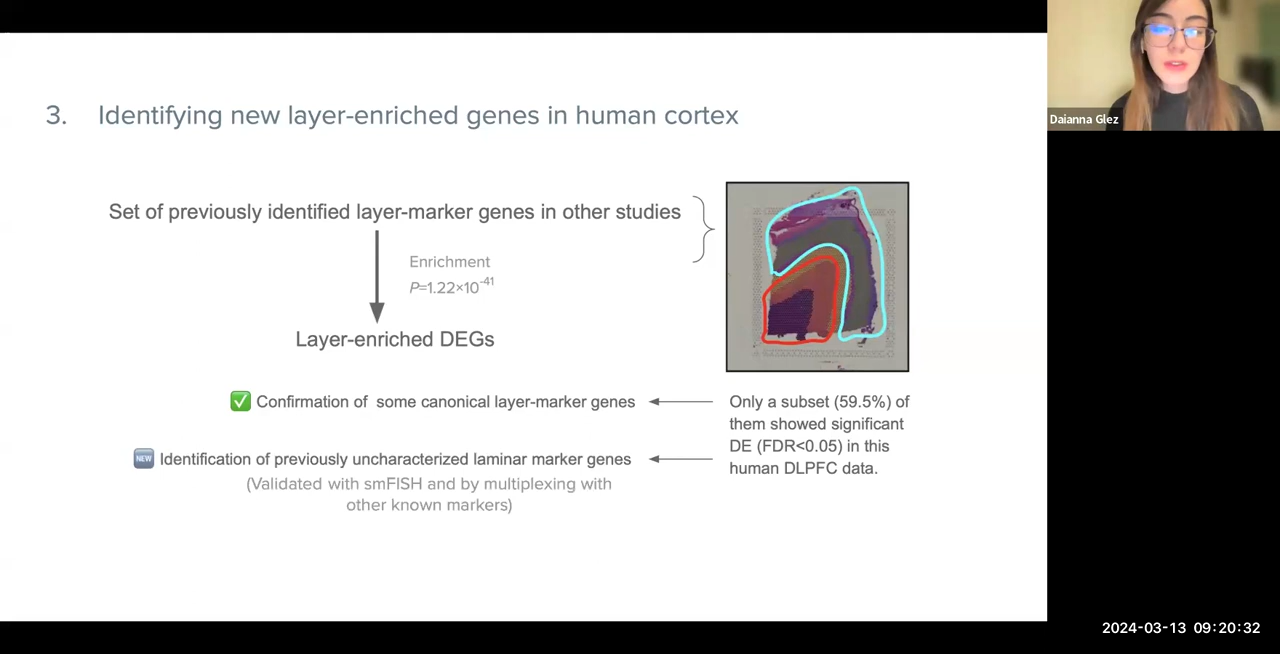 3. Identifying new layer-enriched genes in human cortex
Daianna Glez
Set of previously identified layer-marker genes in other studies
Enrichment
P=1.22×10-41
Layer-enriched DEGs
✅ Confirmation of some canonical layer-marker genes
Only a subset (59.5%) of
them showed significant
DE (FDR<0.05) in this
human DLPFC data.
NEW Identification of previously uncharacterized laminar marker genes
(Validated with smFISH and by multiplexing with
other known markers)
2024-03-13 09:20:32